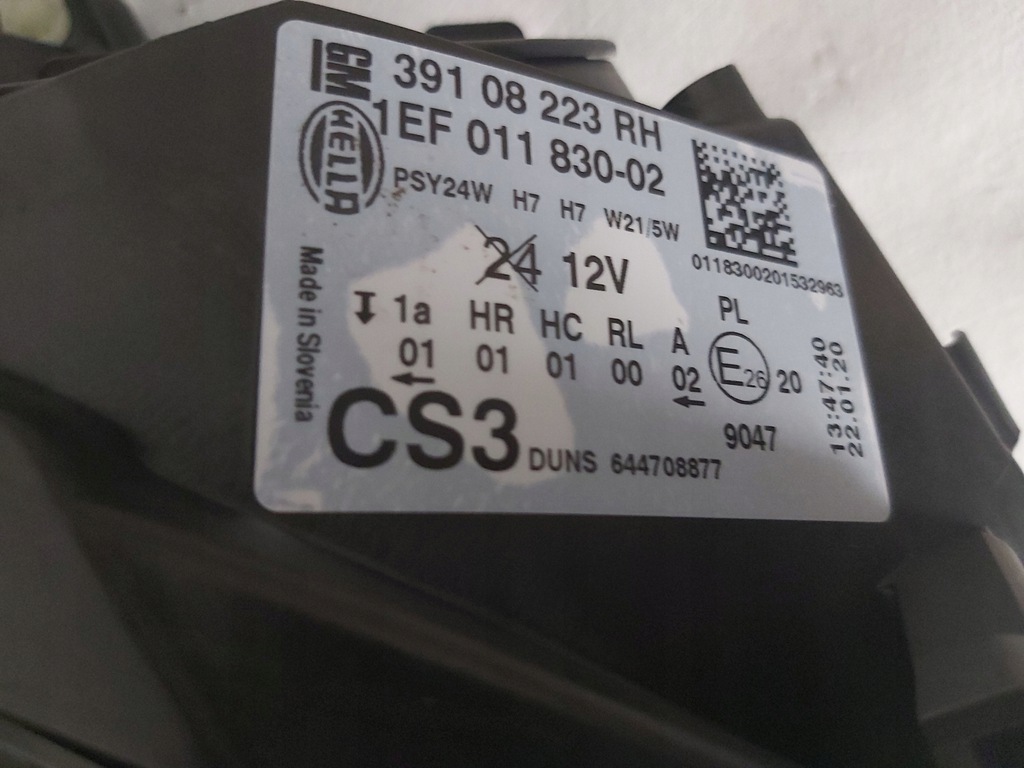 GM
391 08 223 RH
HELLA
1EF 011 830-02
PSY24W H7 H7 W21/5W
0118300201532963
24 12V
Made in Slovenia
1a HR HC RL A PL
01 01 01 00 02 E26 20
CS3
9047
DUNS 644708877
13:47:40
22.01.20